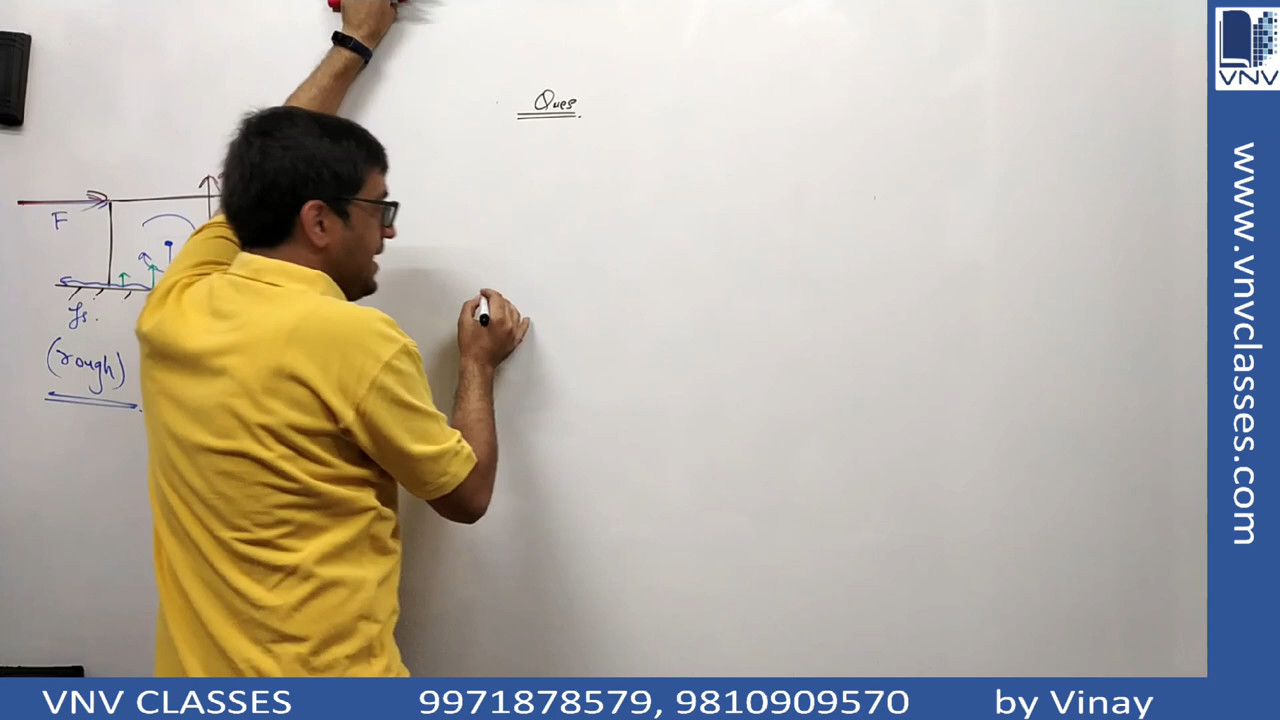 Ques
F
fs.
(rough)
VNV
www.vnvclasses.com
VNV CLASSES 9971878579, 9810909570 by Vinay